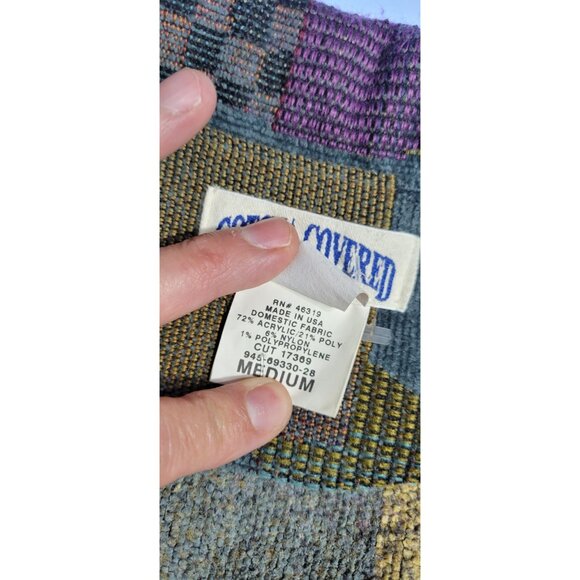 COVERED
RN# 46319
MADE IN USA
DOMESTIC FABRIC
72% ACRYLIC/21% POLY
6% NYLON
1% POLYPROPYLENE
CUT 17369
945-69330-28
MEDIUM